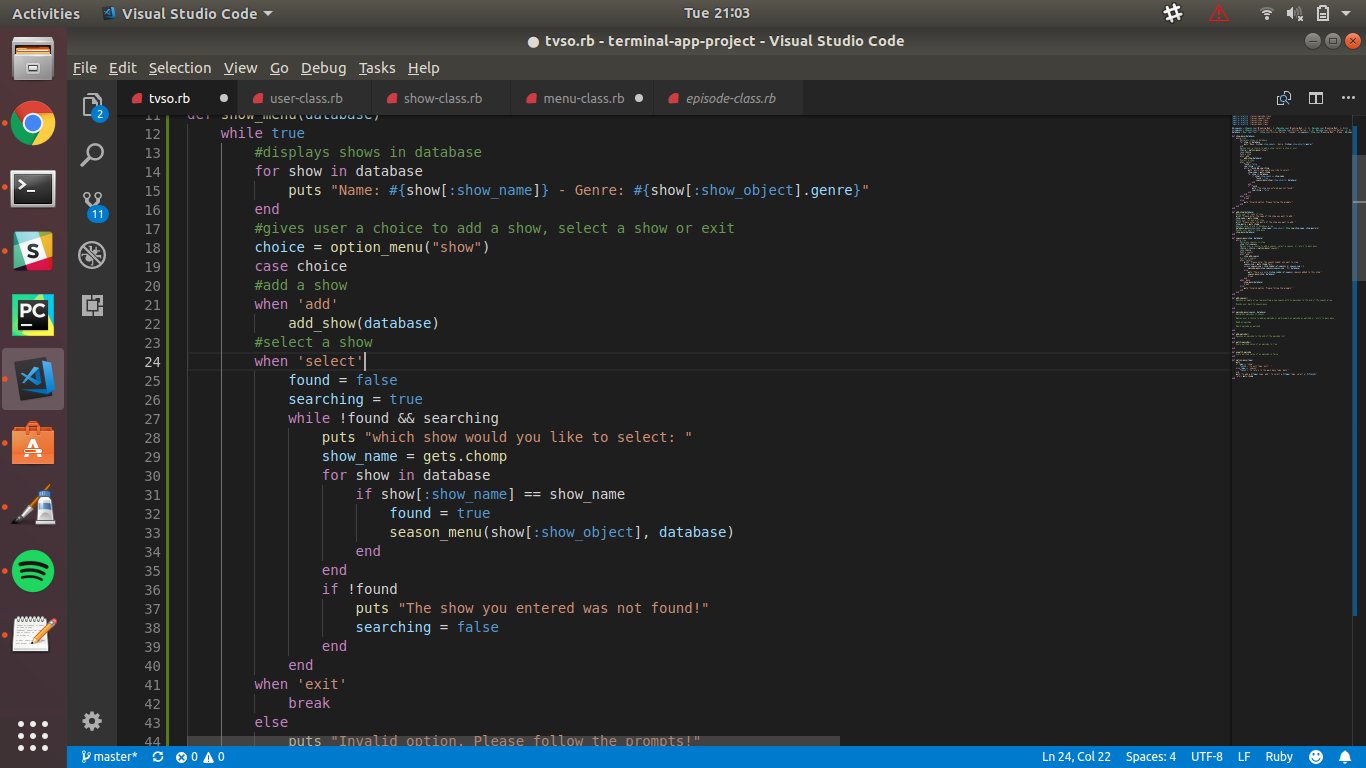 Activities
Visual Studio Code
Tue 21:03
● tvso.rb - terminal-app-project - Visual Studio Code
File Edit Selection View Go Debug Tasks Help
tvso.rb
user-class.rb
show-class.rb
menu-class.rb
episode-class.rb
2
11
S
PC
A
11 def show_menu(database)
12 while true
13 #displays shows in database
14 for show in database
15 puts "Name: #{show[:show_name]} - Genre: #{show[:show_object].genre}"
16 end
17 #gives user a choice to add a show, select a show or exit
18 choice = option_menu("show")
19 case choice
20 #add a show
21 when 'add'
22 add_show(database)
23 #select a show
24 when 'select'
25 found = false
26 searching = true
27 while !found && searching
28 puts "which show would you like to select: "
29 show_name = gets.chomp
30 for show in database
31 if show[:show_name] == show_name
32 found = true
33 season_menu(show[:show_object], database)
34 end
35 end
36 if !found
37 puts "The show you entered was not found!"
38 searching = false
39 end
40 end
41 when 'exit'
42 break
43 else
44 puts "Invalid option. Please follow the prompts!"
master* 0 0
Ln 24, Col 22 Spaces: 4 UTF-8 LF Ruby